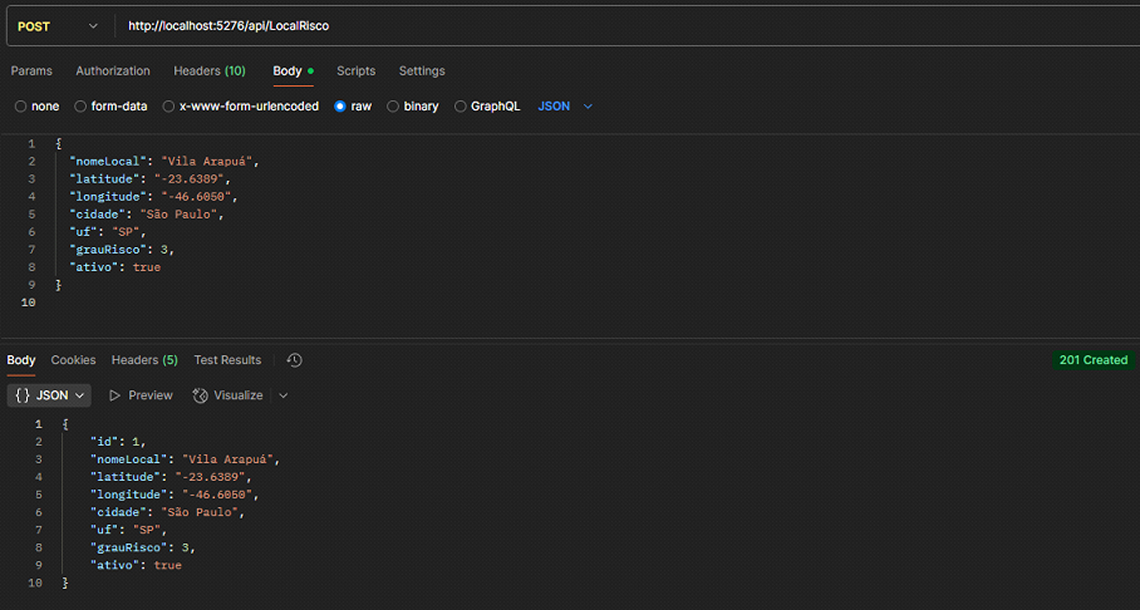 POST http://localhost:5276/api/LocalRisco
Params Authorization Headers (10) Body Scripts Settings
none form-data x-www-form-urlencoded raw binary GraphQL JSON
1 {
2 "nomeLocal": "Vila Arapuá",
3 "latitude": "-23.6389",
4 "longitude": "-46.6050",
5 "cidade": "São Paulo",
6 "uf": "SP",
7 "grauRisco": 3,
8 "ativo": true
9 }
10
Body Cookies Headers (5) Test Results 201 Created
{} JSON Preview Visualize
1 {
2 "id": 1,
3 "nomeLocal": "Vila Arapuá",
4 "latitude": "-23.6389",
5 "longitude": "-46.6050",
6 "cidade": "São Paulo",
7 "uf": "SP",
8 "grauRisco": 3,
9 "ativo": true
10 }